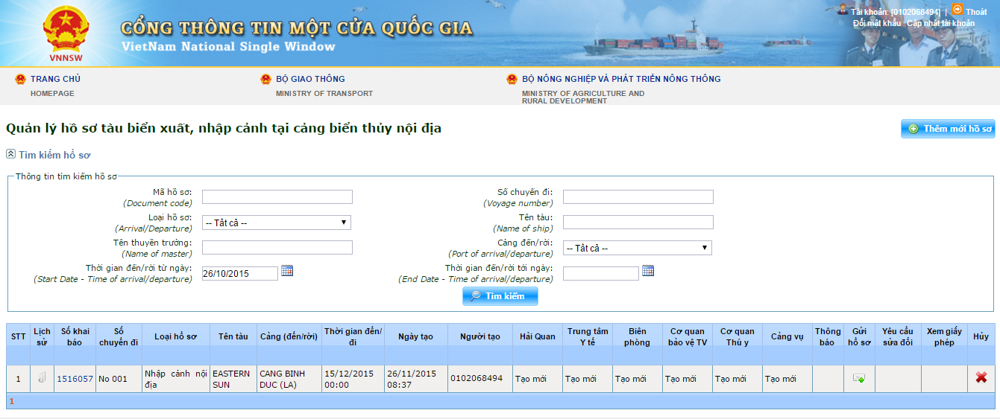 VNNSW
CỔNG THÔNG TIN MỘT CỬA QUỐC GIA
VietNam National Single Window
Tài khoản: [0102068494] | Thoát
Đổi mật khẩu Cập nhật tài khoản
TRANG CHỦ
HOMEPAGE
BỘ GIAO THÔNG
MINISTRY OF TRANSPORT
BỘ NÔNG NGHIỆP VÀ PHÁT TRIỂN NÔNG THÔNG
MINISTRY OF AGRICULTURE AND
RURAL DEVELOPMENT
Quản lý hồ sơ tàu biển xuất, nhập cảnh tại cảng biển thủy nội địa
Thêm mới hồ sơ
Tìm kiếm hồ sơ
Thông tin tìm kiếm hồ sơ
Mã hồ sơ:
(Document code)
Số chuyến đi:
(Voyage number)
Loại hồ sơ:
(Arrival/Departure)
-- Tất cả --
Tên tàu:
(Name of ship)
Tên thuyền trưởng:
(Name of master)
Cảng đến/rời:
(Port of arrival/departure)
-- Tất cả --
Thời gian đến/rời từ ngày:
(Start Date - Time of arrival/departure)
26/10/2015
Thời gian đến/rời tới ngày:
(End Date - Time of arrival/departure)
Tìm kiếm
STT
Lịch
sử
Số khai
báo
Số
chuyến đi
Loại hồ sơ
Tên tàu
Cảng (đến/rời)
Thời gian đến/
đi
Ngày tạo
Người tạo
Hải Quan
Trung tâm
Y tế
Biên
phòng
Cơ quan
bảo vệ TV
Cơ quan
Thú y
Cảng vụ
Thông
báo
Gửi
hồ sơ
Yêu cầu
sửa đổi
Xem giấy
phép
Hủy
1
1516057
No 001
Nhập cảnh nội
địa
EASTERN
SUN
CANG BINH
DUC (LA)
15/12/2015
00:00
26/11/2015
08:37
0102068494
Tạo mới
Tạo mới
Tạo mới
Tạo mới
Tạo mới
Tạo mới
1